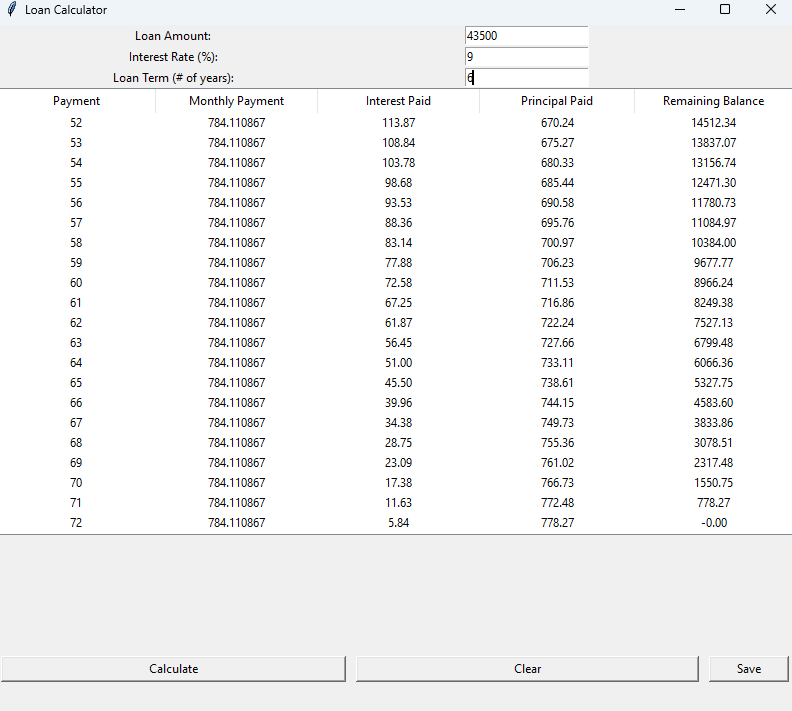 Loan Calculator
Loan Amount: 43500
Interest Rate (%): 9
Loan Term (# of years): 6
Payment Monthly Payment Interest Paid Principal Paid Remaining Balance
52 784.110867 113.87 670.24 14512.34
53 784.110867 108.84 675.27 13837.07
54 784.110867 103.78 680.33 13156.74
55 784.110867 98.68 685.44 12471.30
56 784.110867 93.53 690.58 11780.73
57 784.110867 88.36 695.76 11084.97
58 784.110867 83.14 700.97 10384.00
59 784.110867 77.88 706.23 9677.77
60 784.110867 72.58 711.53 8966.24
61 784.110867 67.25 716.86 8249.38
62 784.110867 61.87 722.24 7527.13
63 784.110867 56.45 727.66 6799.48
64 784.110867 51.00 733.11 6066.36
65 784.110867 45.50 738.61 5327.75
66 784.110867 39.96 744.15 4583.60
67 784.110867 34.38 749.73 3833.86
68 784.110867 28.75 755.36 3078.51
69 784.110867 23.09 761.02 2317.48
70 784.110867 17.38 766.73 1550.75
71 784.110867 11.63 772.48 778.27
72 784.110867 5.84 778.27 -0.00
Calculate Clear Save